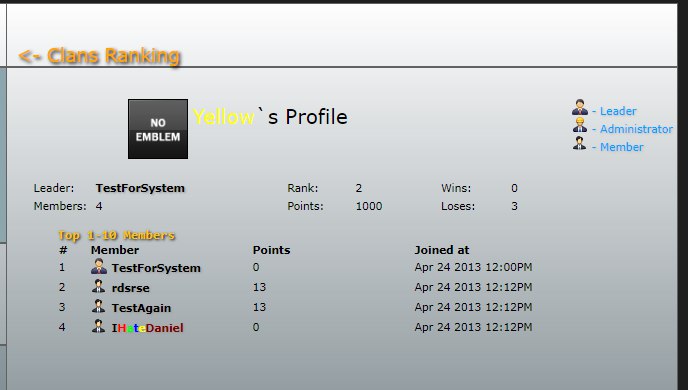 <- Clans Ranking
NO
EMBLEM
Yellow`s Profile
- Leader
- Administrator
- Member
Leader: TestForSystem Rank: 2 Wins: 0
Members: 4 Points: 1000 Loses: 3
Top 1-10 Members
# Member Points Joined at
1 TestForSystem 0 Apr 24 2013 12:00PM
2 rdsrse 13 Apr 24 2013 12:12PM
3 TestAgain 13 Apr 24 2013 12:12PM
4 IHateDaniel 0 Apr 24 2013 12:12PM